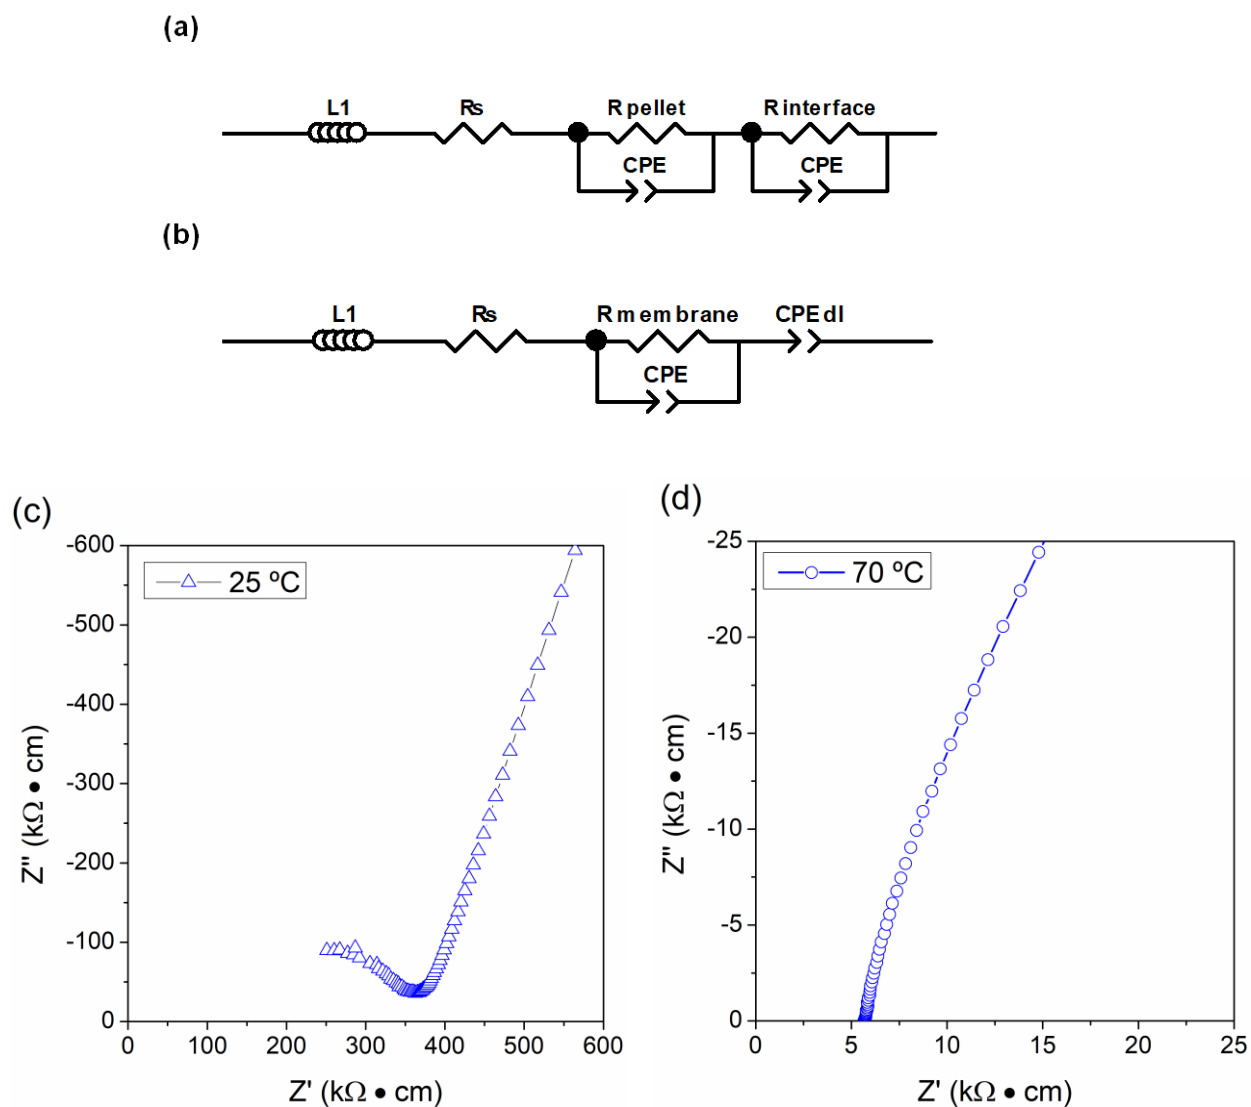 (a)
L1 Rs R pellet R interface
CPE CPE
(b)
L1 Rs R membrane CPE dl
CPE
(c)
-600
-500
-400
-300
-200
-100
0
0 100 200 300 400 500 600
Z'' (kΩ • cm)
Z' (kΩ • cm)
25 ºC
(d)
-25
-20
-15
-10
-5
0
0 5 10 15 20 25
Z'' (kΩ • cm)
Z' (kΩ • cm)
70 ºC